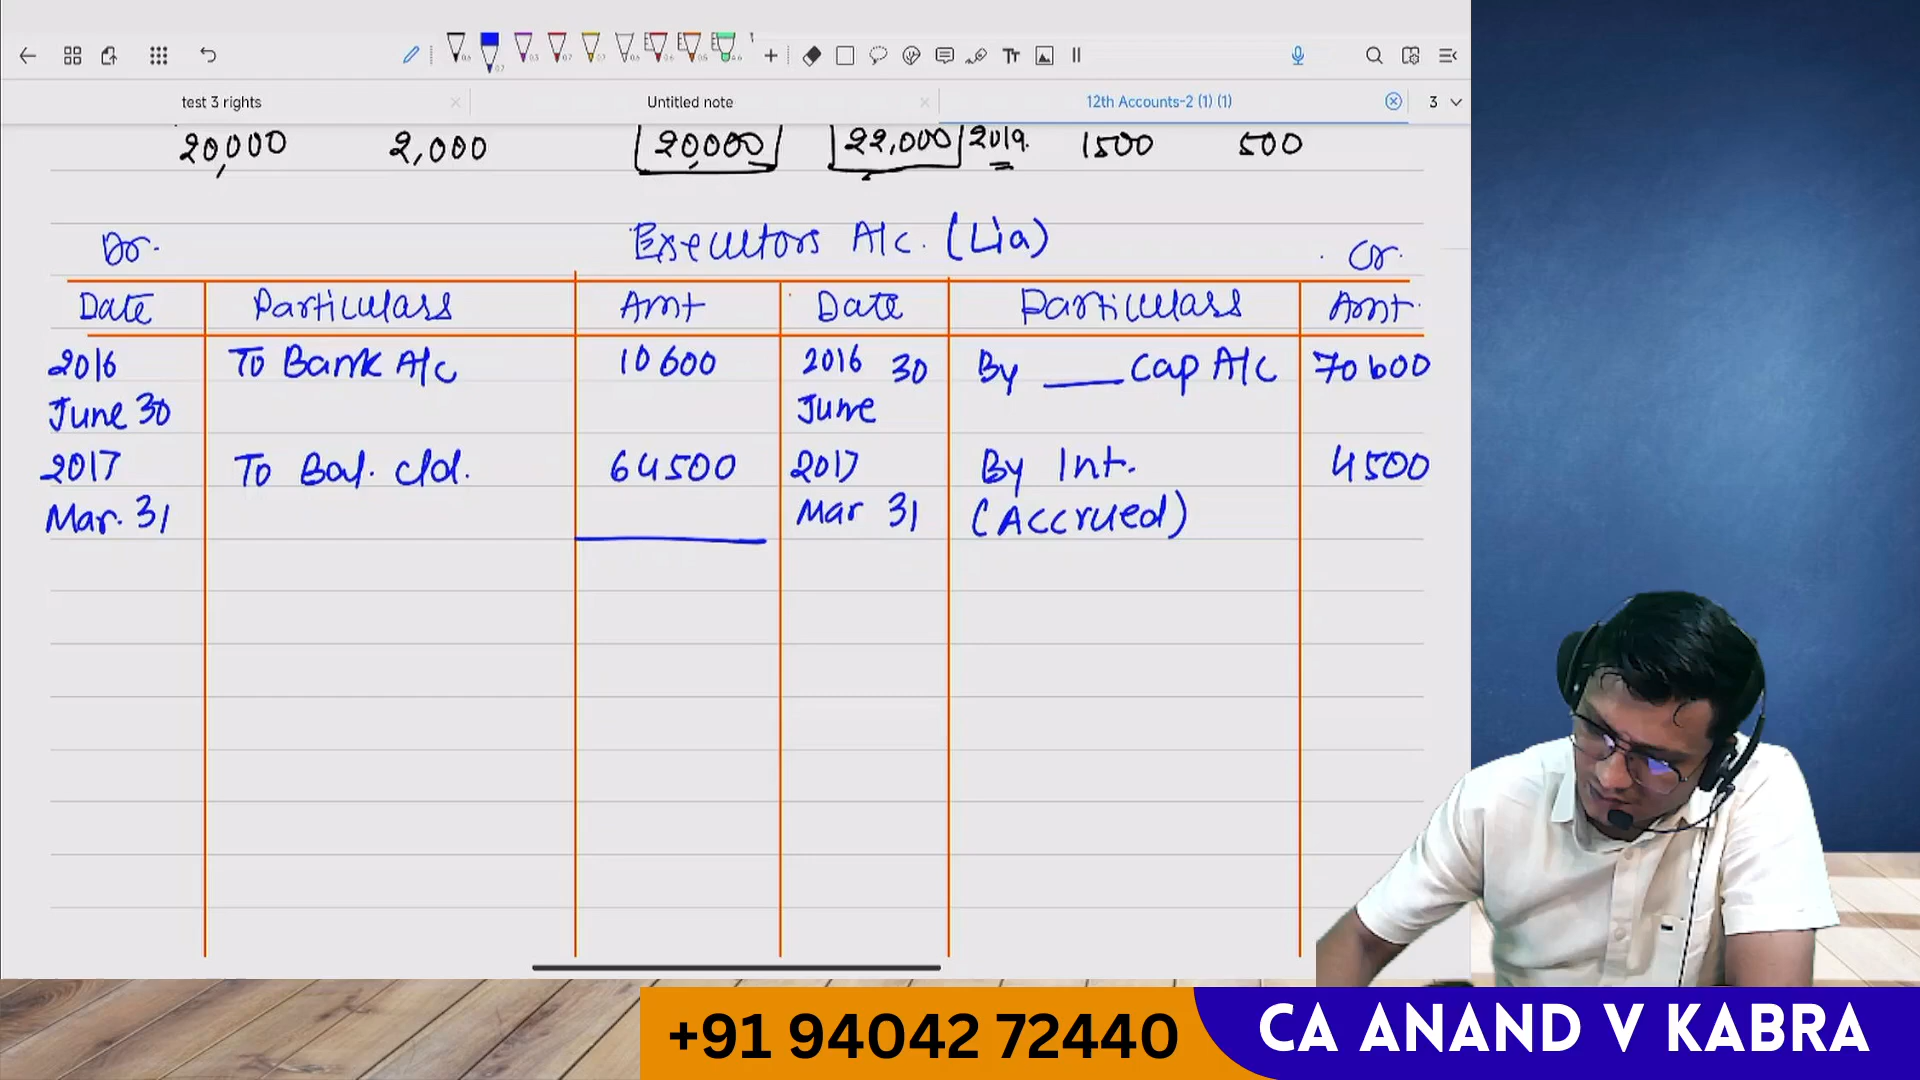 test 3 rights
Untitled note
12th Accounts-2 (1) (1)
3
20,000 2,000 20,000 22,000 2019. 1500 500
Dr. Executors A/c. (Lia) Cr.
Date Particulars Amt Date Particulars Amt.
2016 To Bank A/c 10600 2016 30 By ___ Cap A/c 70600
June 30 June
2017 To Bal. c/d. 64500 2017 By Int. 4500
Mar. 31 Mar 31 (Accrued)
+91 94042 72440
CA ANAND V KABRA